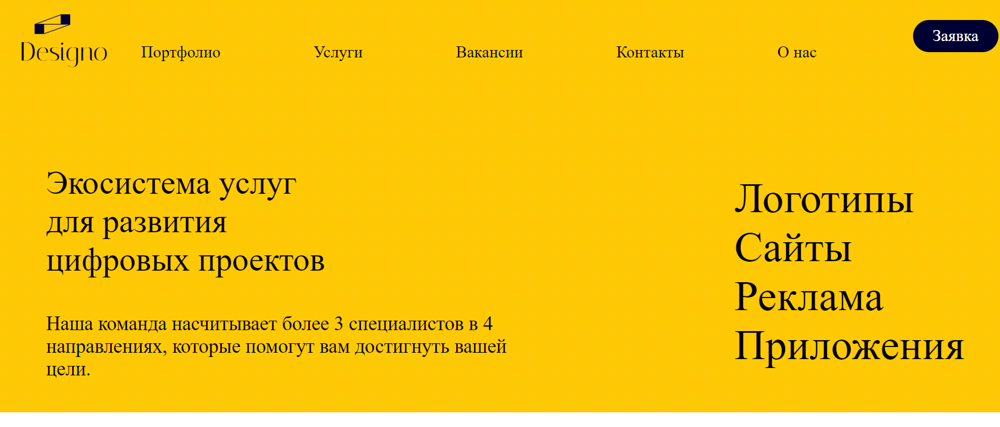 Designo
Портфолио
Услуги
Вакансии
Контакты
О нас
Заявка
Экосистема услуг
для развития
цифровых проектов
Наша команда насчитывает более 3 специалистов в 4
направлениях, которые помогут вам достигнуть вашей
цели.
Логотипы
Сайты
Реклама
Приложения